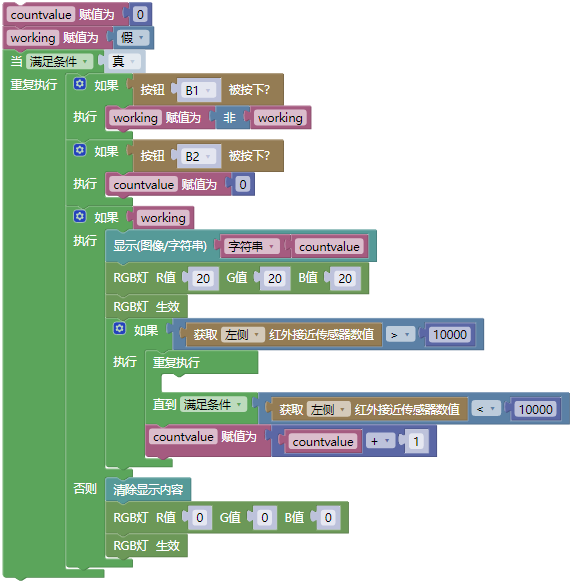 countvalue 赋值为 0
working 赋值为 假
当 满足条件 真
重复执行 如果 按钮 B1 被按下?
执行 working 赋值为 非 working
如果 按钮 B2 被按下?
执行 countvalue 赋值为 0
如果 working
执行 显示(图像/字符串) 字符串 countvalue
RGB灯 R值 20 G值 20 B值 20
RGB灯 生效
如果 获取 左侧 红外接近传感器数值 > 10000
执行 重复执行
直到 满足条件 获取 左侧 红外接近传感器数值 < 10000
countvalue 赋值为 countvalue + 1
否则 清除显示内容
RGB灯 R值 0 G值 0 B值 0
RGB灯 生效